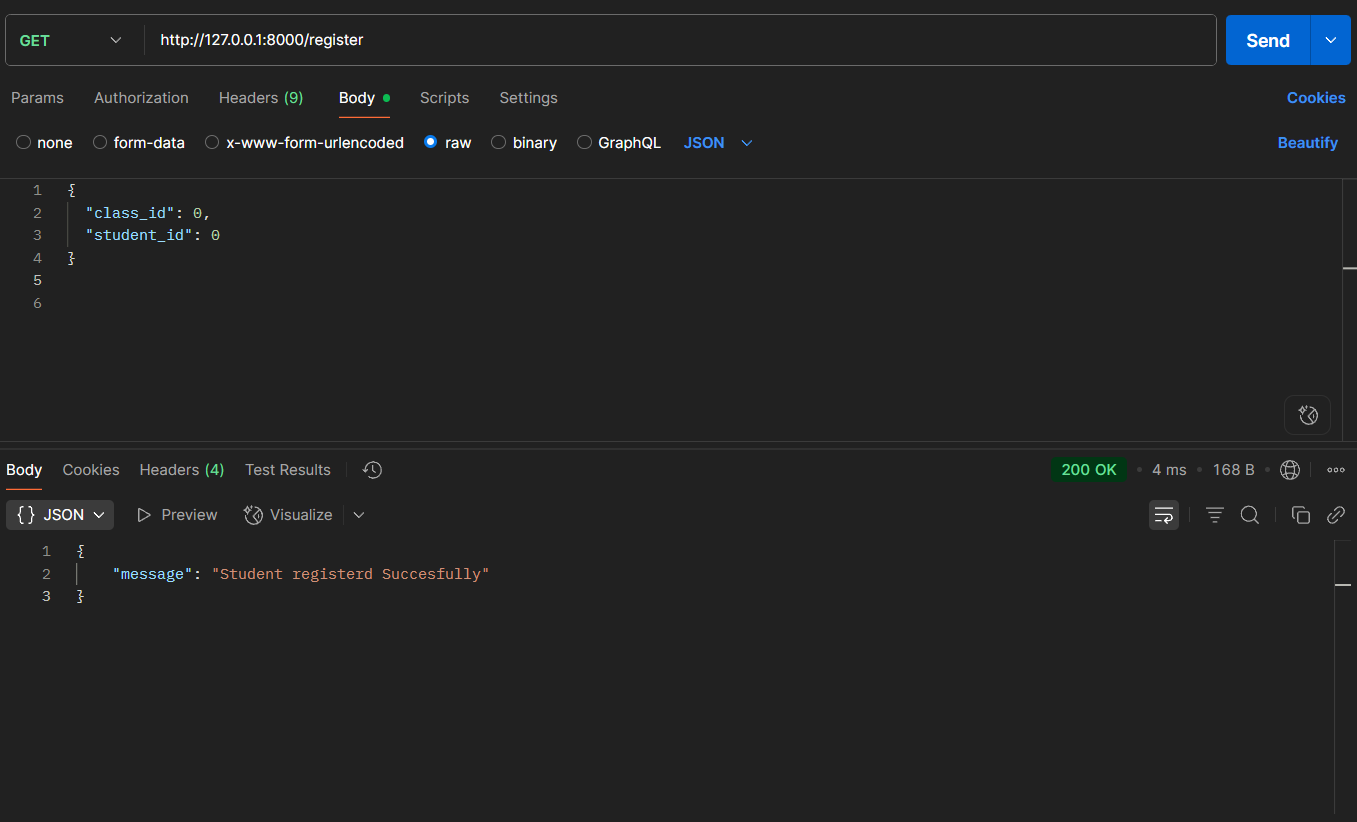 GET http://127.0.0.1:8000/register Send
Params Authorization Headers (9) Body Scripts Settings Cookies
none form-data x-www-form-urlencoded raw binary GraphQL JSON Beautify
1 {
2 "class_id": 0,
3 "student_id": 0
4 }
5
6
Body Cookies Headers (4) Test Results 200 OK • 4 ms • 168 B •
{} JSON Preview Visualize
1 {
2 "message": "Student registerd Succesfully"
3 }